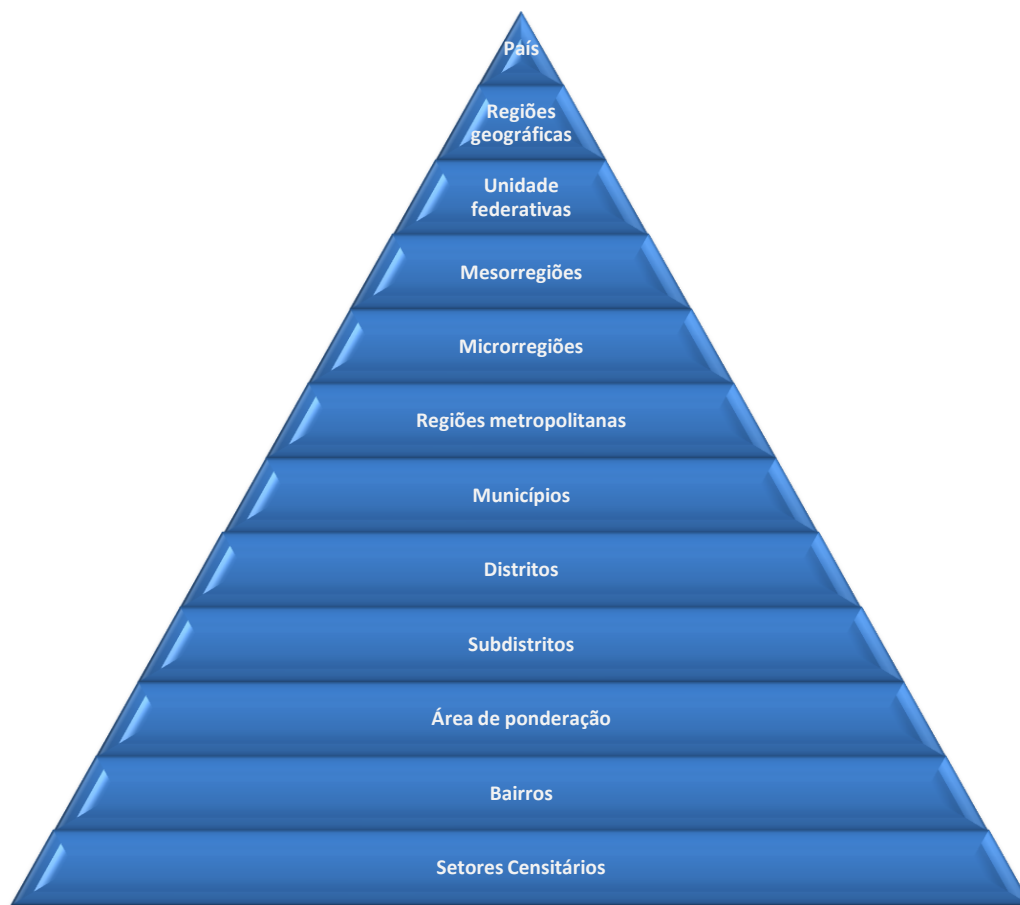 País
Regiões
geográficas
Unidade
federativas
Mesorregiões
Microrregiões
Regiões metropolitanas
Municípios
Distritos
Subdistritos
Área de ponderação
Bairros
Setores Censitários